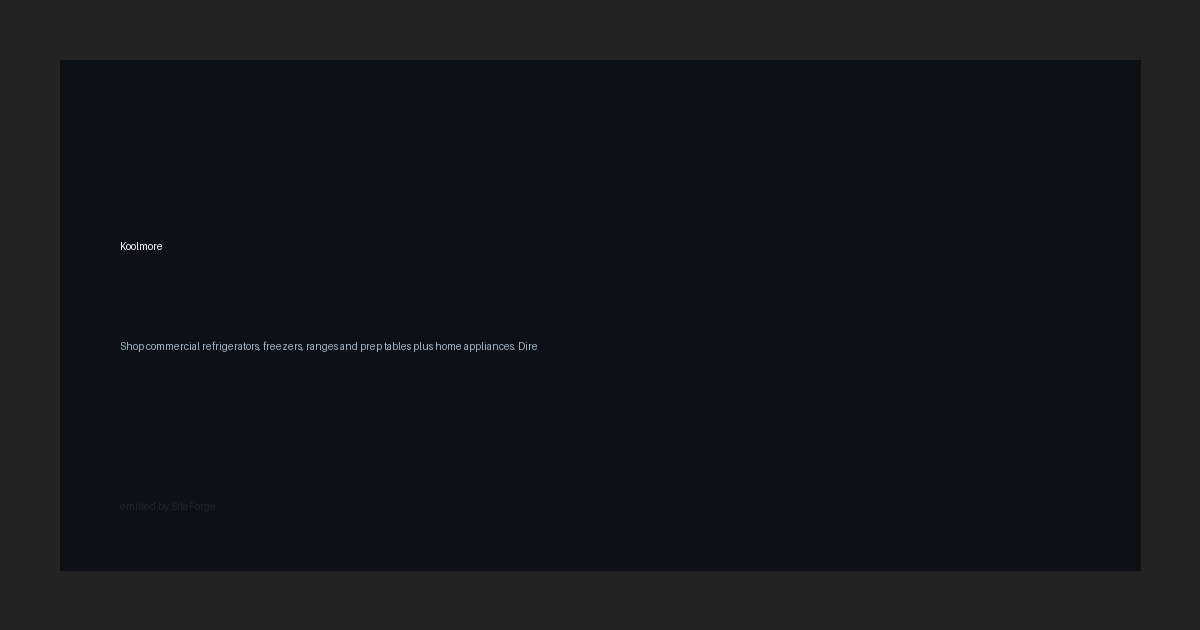 Koolmore
Shop commercial refrigerators, freezers, ranges and prep tables plus home appliances. Dire
emitted by SiteForge